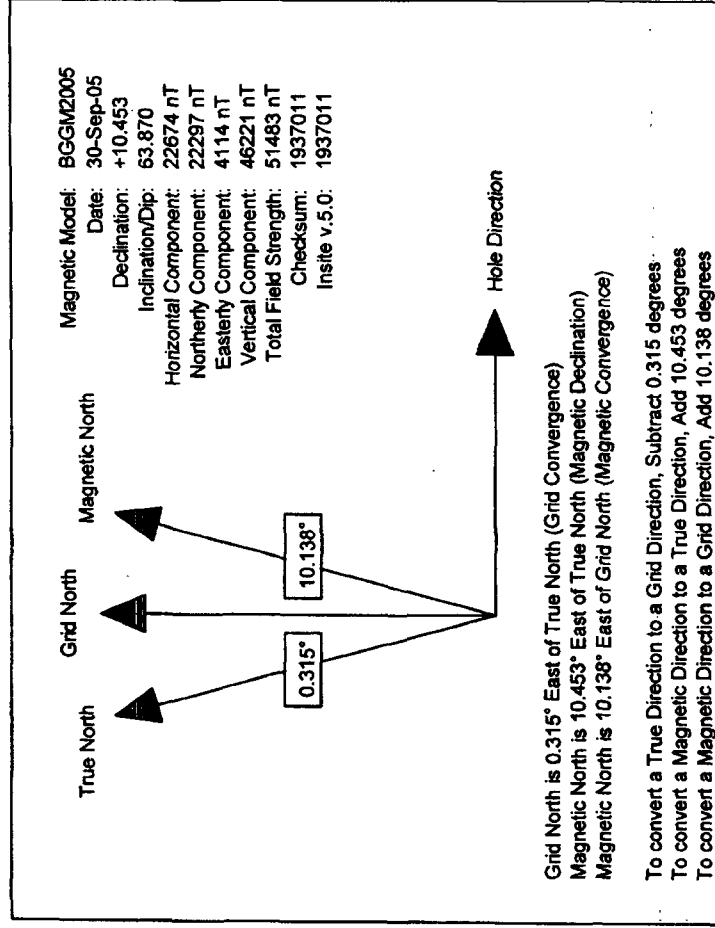 True North
Grid North
Magnetic North
0.315°
10.138°
Hole Direction
Magnetic Model: BGGM2005
Date: 30-Sep-05
Declination: +10.453
Inclination/Dip: 63.870
Horizontal Component: 22674 nT
Northerly Component: 22297 nT
Easterly Component: 4114 nT
Vertical Component: 46221 nT
Total Field Strength: 51483 nT
Checksum: 1937011
Insite v.5.0: 1937011
Grid North is 0.315° East of True North (Grid Convergence)
Magnetic North is 10.453° East of True North (Magnetic Declination)
Magnetic North is 10.138° East of Grid North (Magnetic Convergence)
To convert a True Direction to a Grid Direction, Subtract 0.315 degrees
To convert a Magnetic Direction to a True Direction, Add 10.453 degrees
To convert a Magnetic Direction to a Grid Direction, Add 10.138 degrees